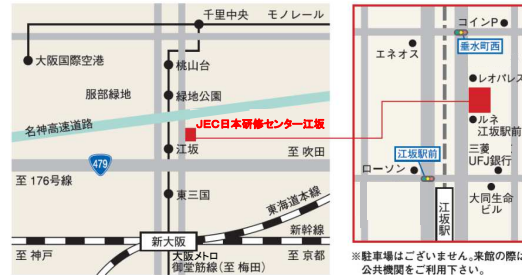 千里中央
モノレール
大阪国際空港
桃山台
服部緑地
緑地公園
JEC日本研修センター江坂
名神高速道路
江坂
至 吹田
479
至 176号線
東三国
東海道本線
新大阪
新幹線
至 神戸
大阪メトロ
御堂筋線(至 梅田)
至 京都
コインP
垂水町西
エネオス
レオパレス
ルネ
江坂駅前
三菱
UFJ銀行
江坂駅前
ローソン
江坂駅
大同生命
ビル
※駐車場はございません。来館の際は
公共機関をご利用下さい。